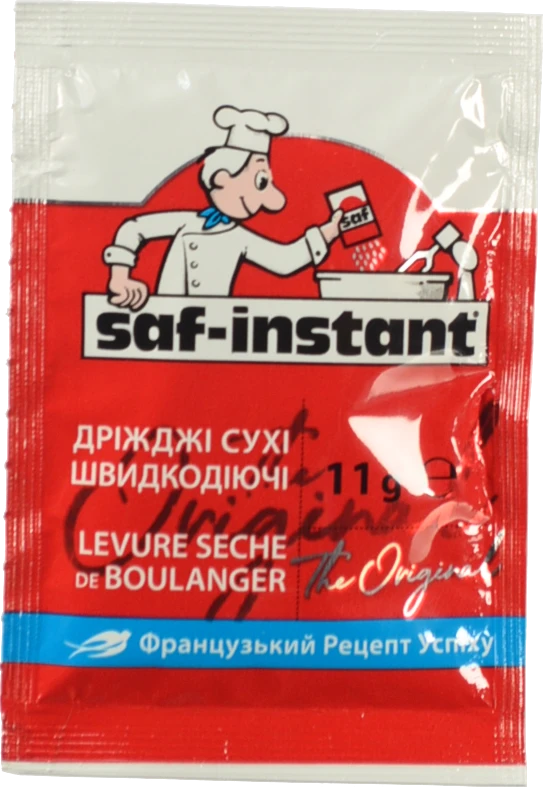 saf
saf-instant
ДРІЖДЖІ СУХІ
ШВИДКОДІЮЧІ
11g e
LEVURE SECHE
DE BOULANGER
The Original
Французький Рецепт Успіху